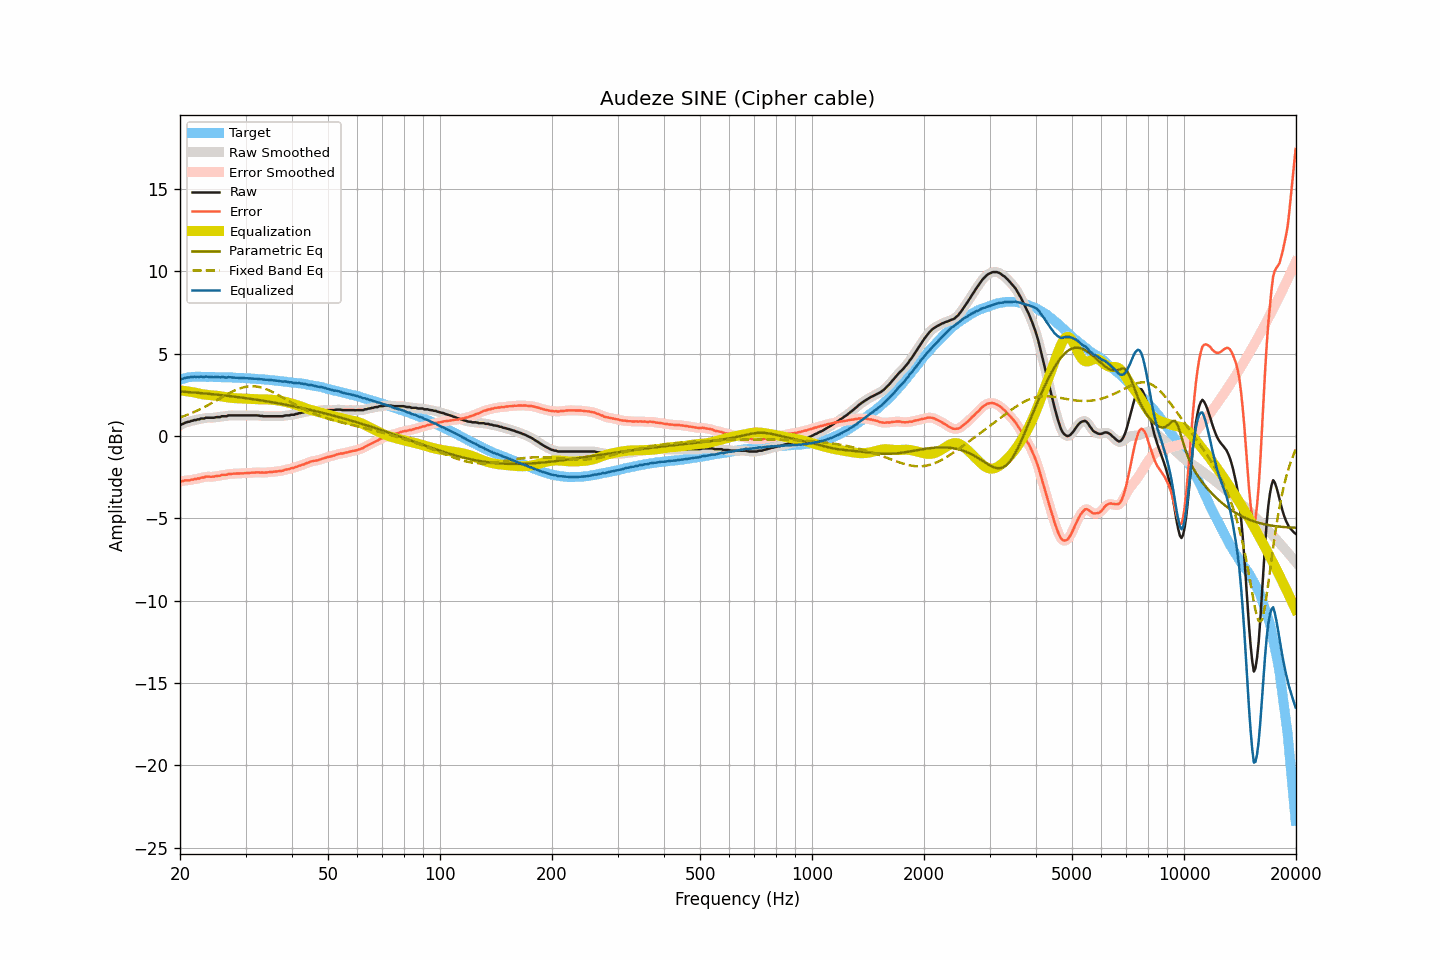 Audeze SINE (Cipher cable)
Target
Raw Smoothed
Error Smoothed
Raw
Error
Equalization
Parametric Eq
Fixed Band Eq
Equalized
Amplitude (dBr)
15
10
5
0
−5
−10
−15
−20
−25
20 50 100 200 500 1000 2000 5000 10000 20000
Frequency (Hz)